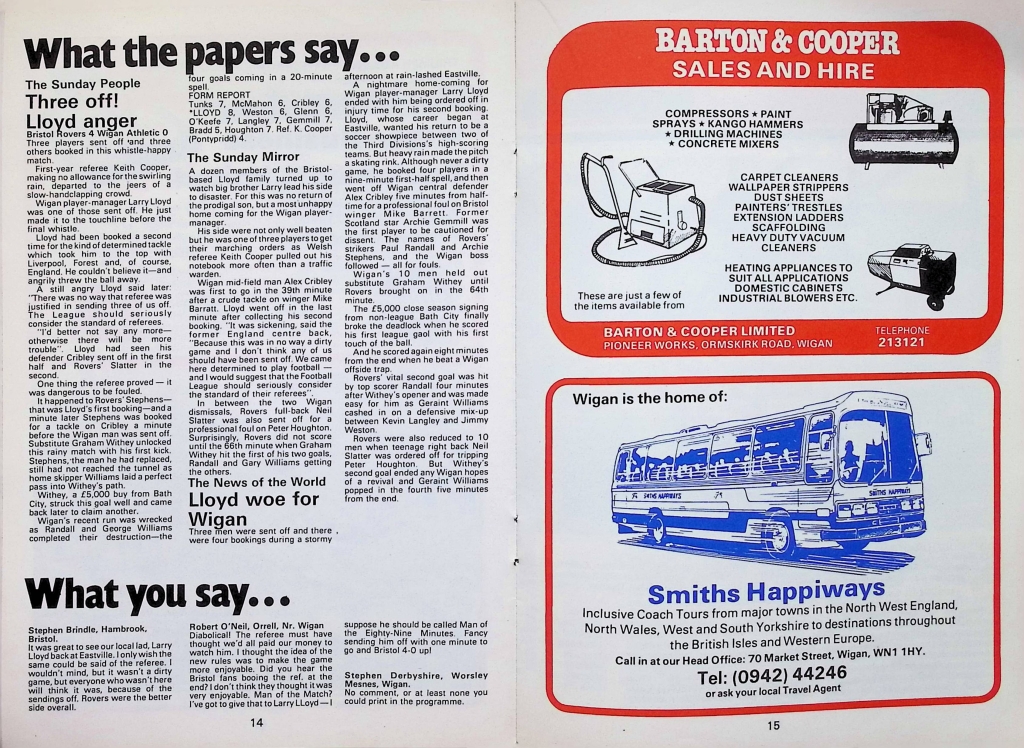 What the papers say...
The Sunday People
Three off!
Lloyd anger
Bristol Rovers 4 Wigan Athletic 0
Three players sent off and three
others booked in this whistle-happy
match.
First-year referee Keith Cooper,
making no allowance for the swirling
rain, departed to the jeers of a
slow-handclapping crowd.
Wigan player-manager Larry Lloyd
was one of those sent off. He just
made it to the touchline before the
final whistle.
Lloyd had been booked a second
time for the kind of determined tackle
which took him to the top with
Liverpool, Forest and, of course,
England. He couldn't believe it—and
angrily threw the ball away.
A still angry Lloyd said later:
"There was no way that referee was
justified in sending three of us off.
The League should seriously
consider the standard of referees.
"I'd better not say any more—
otherwise there will be more
trouble". Lloyd had seen his
defender Cribley sent off in the first
half and Rovers' Slatter in the
second.
One thing the referee proved — it
was dangerous to be fouled.
It happened to Rovers' Stephens—
that was Lloyd's first booking—and a
minute later Stephens was booked
for a tackle on Cribley a minute
before the Wigan man was sent off.
Substitute Graham Withey unlocked
this rainy match with his first kick.
Stephens, the man he had replaced,
still had not reached the tunnel as
home skipper Williams laid a perfect
pass into Withey's path.
Withey, a £5,000 buy from Bath
City, struck this goal well and came
back later to claim another.
Wigan's recent run was wrecked
as Randall and George Williams
completed their destruction—the
four goals coming in a 20-minute
spell.
FORM REPORT
Tunks 7, McMahon 6, Cribley 6,
*LLOYD 8, Weston 6, Glenn 6,
O'Keefe 7, Langley 7, Gemmill 7,
Bradd 5, Houghton 7. Ref. K. Cooper
(Pontypridd) 4.
The Sunday Mirror
A dozen members of the Bristol-
based Lloyd family turned up to
watch big brother Larry lead his side
to disaster. For this was no return of
the prodigal son, but a most unhappy
home coming for the Wigan player-
manager.
His side were not only well beaten
but he was one of three players to get
their marching orders as Welsh
referee Keith Cooper pulled out his
notebook more often than a traffic
warden.
Wigan mid-field man Alex Cribley
was first to go in the 39th minute
after a crude tackle on winger Mike
Barratt. Lloyd went off in the last
minute after collecting his second
booking. "It was sickening, said the
former England centre back,
"Because this was in no way a dirty
game and I don't think any of us
should have been sent off. We came
here determined to play football —
and I would suggest that the Football
League should seriously consider
the standard of their referees".
In between the two Wigan
dismissals, Rovers full-back Neil
Slatter was also sent off for a
professional foul on Peter Houghton.
Surprisingly, Rovers did not score
until the 66th minute when Graham
Withey hit the first of his two goals,
Randall and Gary Williams getting
the others.
The News of the World
Lloyd woe for
Wigan
Three men were sent off and there
were four bookings during a stormy
afternoon at rain-lashed Eastville.
A nightmare home-coming for
Wigan player-manager Larry Lloyd
ended with him being ordered off in
injury time for his second booking.
Lloyd, whose career began at
Eastville, wanted his return to be a
soccer showpiece between two of
the Third Divisions's high-scoring
teams. But heavy rain made the pitch
a skating rink. Although never a dirty
game, he booked four players in a
nine-minute first-half spell, and then
went off Wigan central defender
Alex Cribley five minutes from half-
time for a professional foul on Bristol
winger Mike Barrett. Former
Scotland star Archie Gemmill was
the first player to be cautioned for
dissent. The names of Rovers'
strikers Paul Randall and Archie
Stephens, and the Wigan boss
followed — all for fouls.
Wigan's 10 men held out
substitute Graham Withey until
Rovers brought on in the 64th
minute.
The £5,000 close season signing
from non-league Bath City finally
broke the deadlock when he scored
his first league gaol with his first
touch of the ball.
And he scored again eight minutes
from the end when he beat a Wigan
offside trap.
Rovers' vital second goal was hit
by top scorer Randall four minutes
after Withey's opener and was made
easy for him as Geraint Williams
cashed in on a defensive mix-up
between Kevin Langley and Jimmy
Weston.
Rovers were also reduced to 10
men when teenage right back Neil
Slatter was ordered off for tripping
Peter Houghton. But Withey's
second goal ended any Wigan hopes
of a revival and Geraint Williams
popped in the fourth five minutes
from the end.
What you say...
Stephen Brindle, Hambrook,
Bristol.
It was great to see our local lad, Larry
Lloyd back at Eastville. I only wish the
same could be said of the referee. I
wouldn't mind, but it wasn't a dirty
game, but everyone who wasn't here
will think it was, because of the
sendings off. Rovers were the better
side overall.
Robert O'Neil, Orrell, Nr. Wigan
Diabolical! The referee must have
thought we'd all paid our money to
watch him. I thought the idea of the
new rules was to make the game
more enjoyable. Did you hear the
Bristol fans booing the ref. at the
end? I don't think they thought it was
very enjoyable. Man of the Match?
I've got to give that to Larry LLoyd — I
suppose he should be called Man of
the Eighty-Nine Minutes. Fancy
sending him off with one minute to
go and Bristol 4-0 up!
Stephen Derbyshire, Worsley
Mesnes, Wigan.
No comment, or at least none you
could print in the programme.
14
BARTON & COOPER
SALES AND HIRE
COMPRESSORS ★ PAINT
SPRAYS ★ KANGO HAMMERS
★ DRILLING MACHINES
★ CONCRETE MIXERS
CARPET CLEANERS
WALLPAPER STRIPPERS
DUST SHEETS
PAINTERS' TRESTLES
EXTENSION LADDERS
SCAFFOLDING
HEAVY DUTY VACUUM
CLEANERS
HEATING APPLIANCES TO
SUIT ALL APPLICATIONS
DOMESTIC CABINETS
INDUSTRIAL BLOWERS ETC.
These are just a few of
the items available from
BARTON & COOPER LIMITED
PIONEER WORKS, ORMSKIRK ROAD, WIGAN
TELEPHONE
213121
Wigan is the home of:
SMITHS HAPPIWAYS
SMITHS HAPPIWAYS
Smiths Happiways
Inclusive Coach Tours from major towns in the North West England,
North Wales, West and South Yorkshire to destinations throughout
the British Isles and Western Europe.
Call in at our Head Office: 70 Market Street, Wigan, WN1 1HY.
Tel: (0942) 44246
or ask your local Travel Agent
15